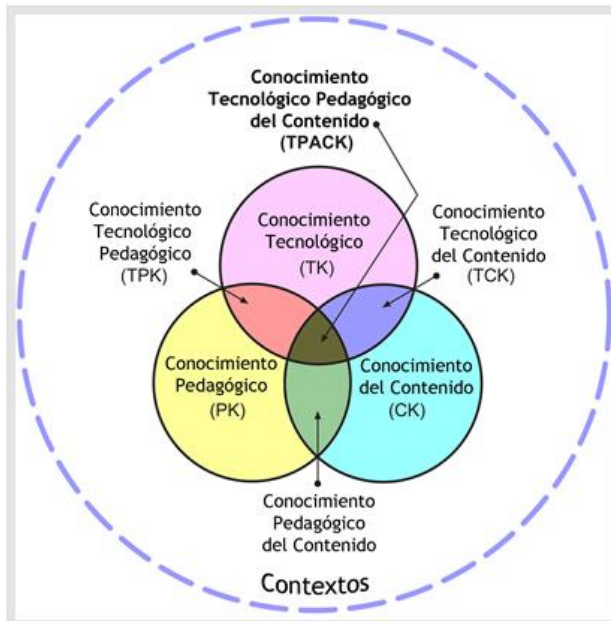 Conocimiento
Tecnológico Pedagógico
del Contenido
(TPACK)
Conocimiento
Tecnológico
Pedagógico
(TPK)
Conocimiento
Tecnológico
(TK)
Conocimiento
Tecnológico
del Contenido
(TCK)
Conocimiento
Pedagógico
(PK)
Conocimiento
del Contenido
(CK)
Conocimiento
Pedagógico
del Contenido
Contextos